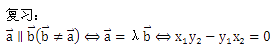 复习:
a⃗ ∥ b⃗(b⃗ ≠ a⃗) ⇔ a⃗ = λ b⃗ ⇔ x₁y₂ − y₁x₂ = 0